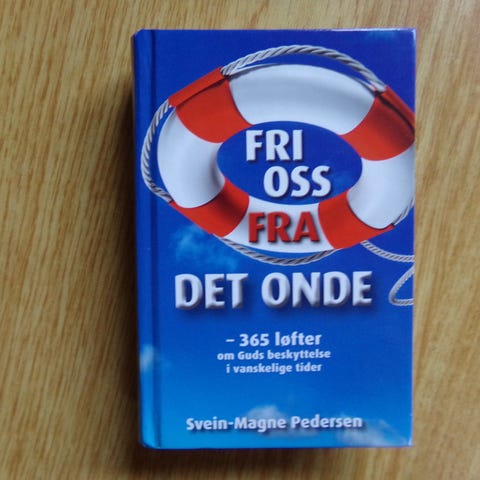 FRI
OSS
FRA
DET ONDE
– 365 løfter
om Guds beskyttelse
i vanskelige tider
Svein-Magne Pedersen